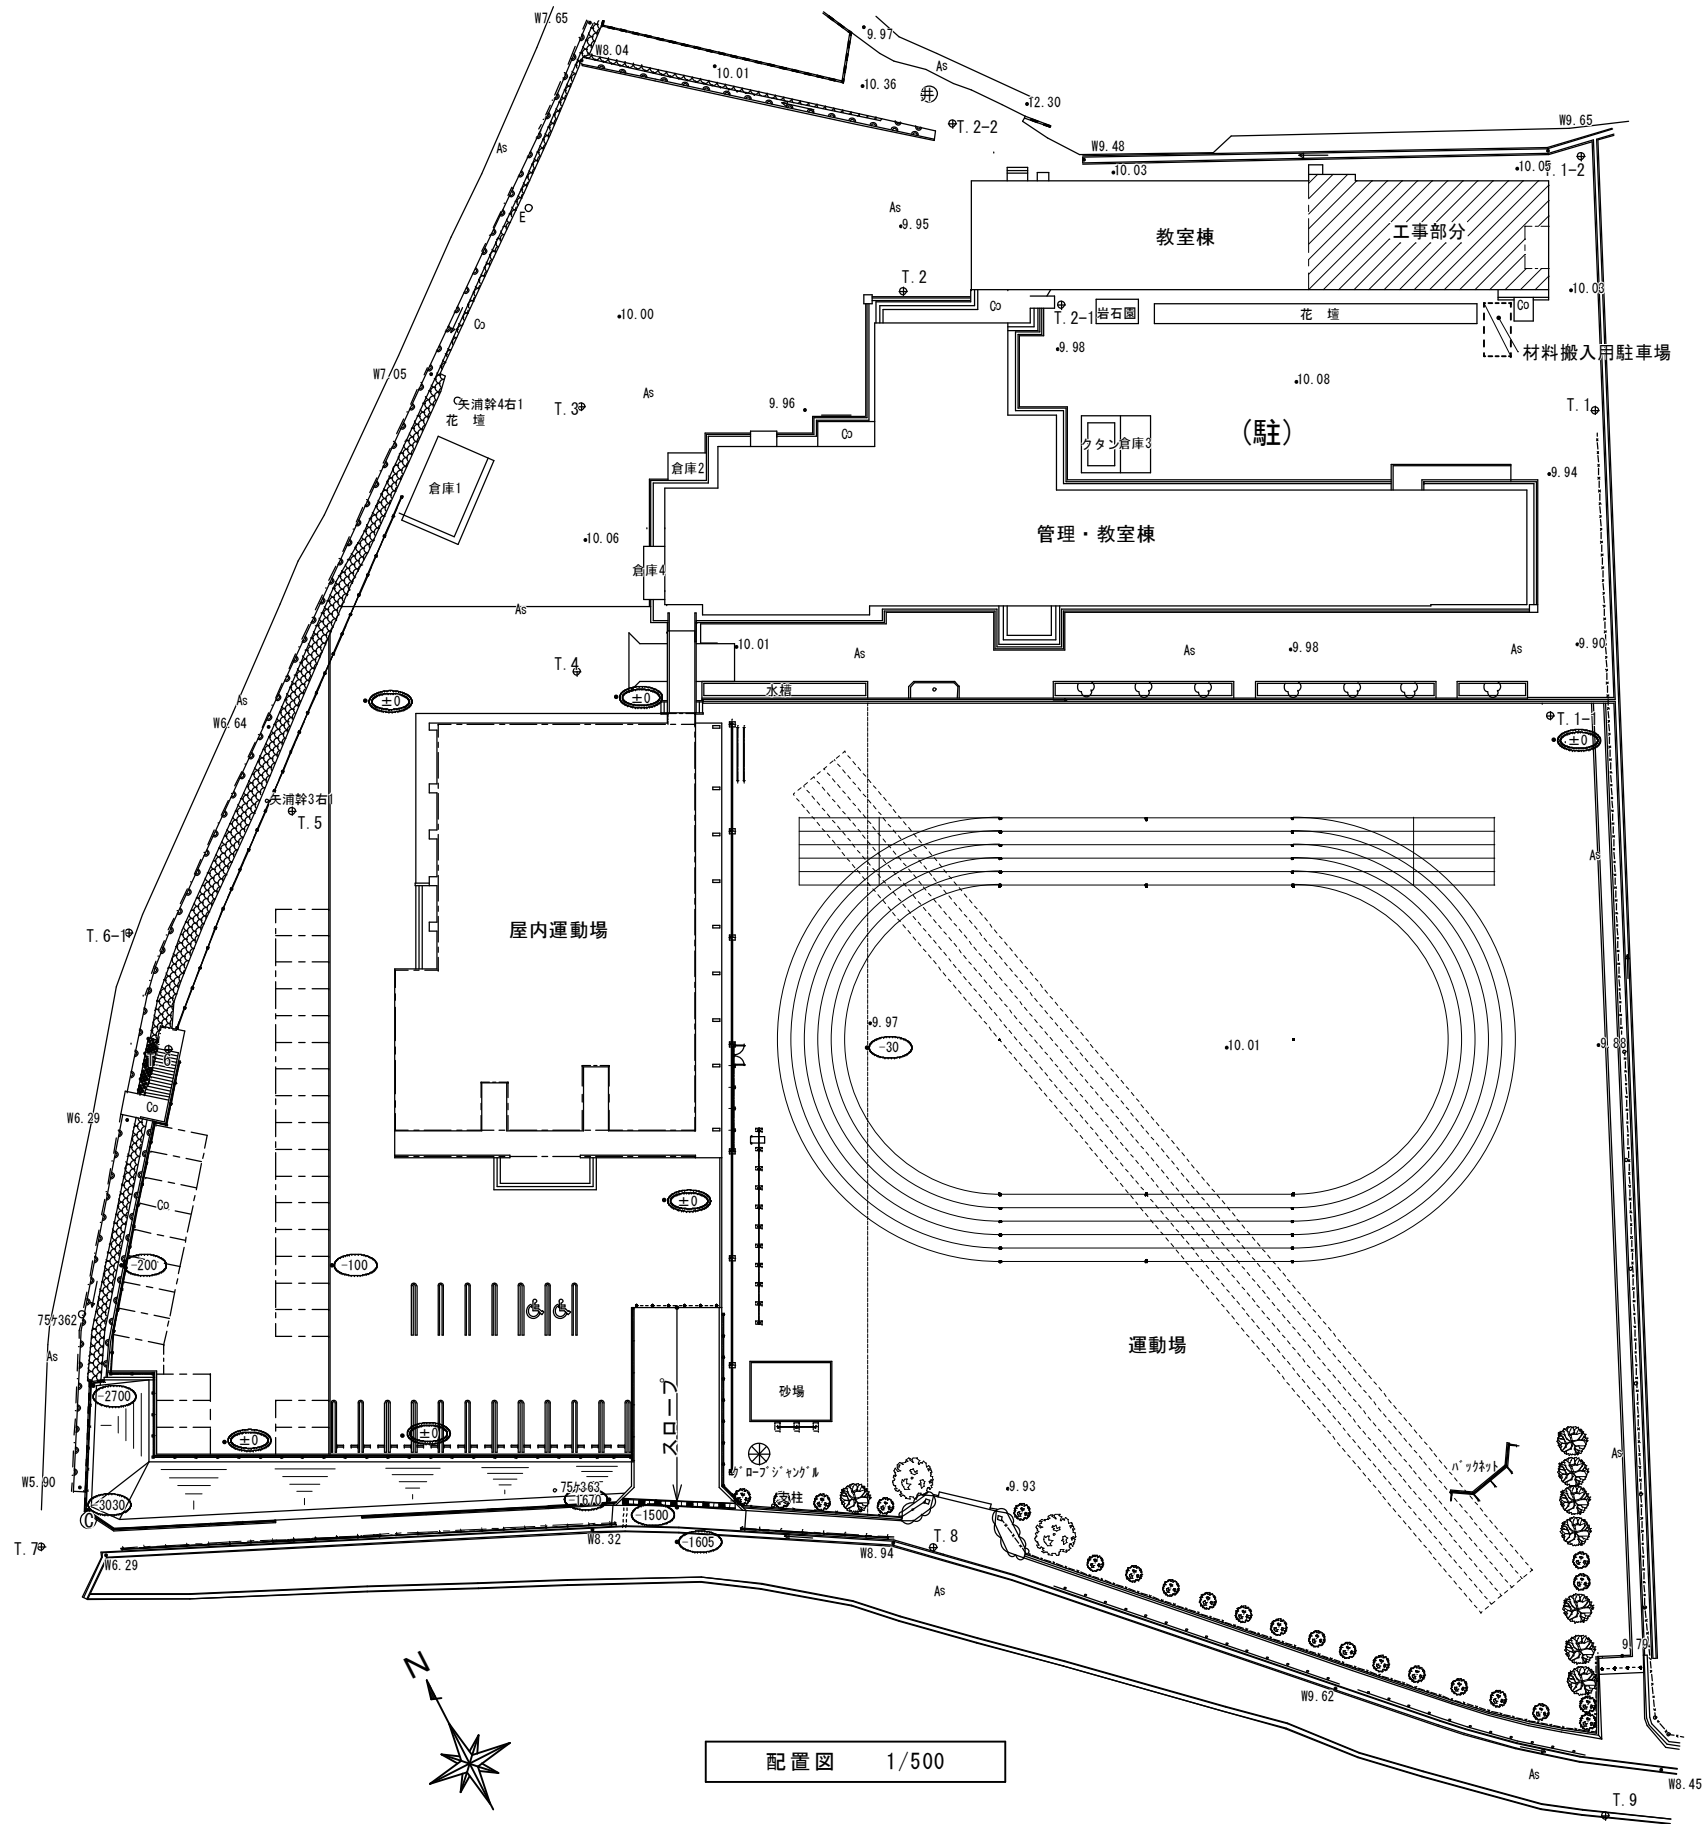 W7.65
9.97
W8.04
10.01
As
10.36
井
12.30
T.2-2
W9.65
W9.48
10.03
10.05
T.1-2
As
E
As
9.95
教室棟
工事部分
T.2
10.03
Co
T.2-1
岩石園
花 壇
Co
10.00
Co
9.98
材料搬入用駐車場
W7.05
10.08
矢浦幹4右1
花 壇
T.3
As
9.96
T.1
Co
(駐)
クタン
倉庫3
倉庫2
9.94
倉庫1
管理・教室棟
10.06
倉庫4
As
10.01
As
As
9.98
As
9.90
T.4
±0
±0
水槽
As
W6.64
T.1-1
±0
矢浦幹3右1
T.5
As
T.6-1
屋内運動場
9.97
-30
10.01
9.88
6
Co
W6.29
±0
Co
-200
-100
75ｹ362
As
運動場
スロープ
砂場
-2700
±0
±0
バックネット
As
W5.90
グローブジャングル
75ｹ363
-1670
9.93
-3030
C
-1500
T.7
W6.29
W8.32
-1605
W8.94
T.8
As
9.79
N
W9.62
配置図 1/500
As
W8.45
T.9